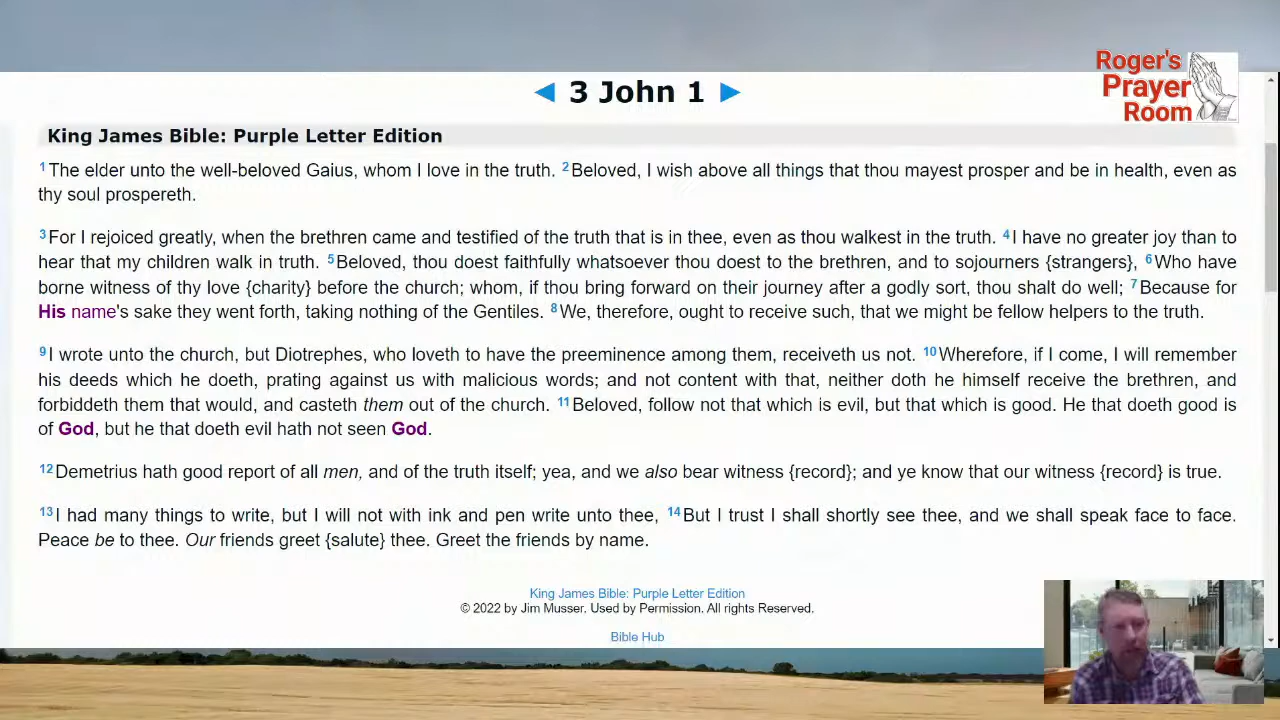 Roger's
Prayer
Room
◄ 3 John 1 ►
King James Bible: Purple Letter Edition
1The elder unto the well-beloved Gaius, whom I love in the truth. 2Beloved, I wish above all things that thou mayest prosper and be in health, even as
thy soul prospereth.
3For I rejoiced greatly, when the brethren came and testified of the truth that is in thee, even as thou walkest in the truth. 4I have no greater joy than to
hear that my children walk in truth. 5Beloved, thou doest faithfully whatsoever thou doest to the brethren, and to sojourners {strangers}, 6Who have
borne witness of thy love {charity} before the church; whom, if thou bring forward on their journey after a godly sort, thou shalt do well; 7Because for
His name's sake they went forth, taking nothing of the Gentiles. 8We, therefore, ought to receive such, that we might be fellow helpers to the truth.
9I wrote unto the church, but Diotrephes, who loveth to have the preeminence among them, receiveth us not. 10Wherefore, if I come, I will remember
his deeds which he doeth, prating against us with malicious words; and not content with that, neither doth he himself receive the brethren, and
forbiddeth them that would, and casteth them out of the church. 11Beloved, follow not that which is evil, but that which is good. He that doeth good is
of God, but he that doeth evil hath not seen God.
12Demetrius hath good report of all men, and of the truth itself; yea, and we also bear witness {record}; and ye know that our witness {record} is true.
13I had many things to write, but I will not with ink and pen write unto thee, 14But I trust I shall shortly see thee, and we shall speak face to face.
Peace be to thee. Our friends greet {salute} thee. Greet the friends by name.
King James Bible: Purple Letter Edition
© 2022 by Jim Musser. Used by Permission. All rights Reserved.
Bible Hub